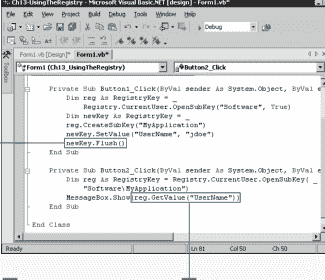 Ch13_UsingTheRegistry - Microsoft Visual Basic.NET [design] - Form1.vb*
File Edit View Project Build Debug Tools Window Help
Debug
Form1.vb [Design]* Form1.vb*
Toolbox
Form1 (Ch13_UsingTheRegistry) Button2_Click
Private Sub Button1_Click(ByVal sender As System.Object, ByVal e
Dim reg As RegistryKey = _
Registry.CurrentUser.OpenSubKey("Software", True)
Dim newKey As RegistryKey = _
reg.CreateSubKey("MyApplication")
newKey.SetValue("UserName", "jdoe")
newKey.Flush()
End Sub
Private Sub Button2_Click(ByVal sender As System.Object, ByVal e
Dim reg As RegistryKey = Registry.CurrentUser.OpenSubKey( _
"Software\MyApplication")
MessageBox.Show(reg.GetValue("UserName"))
End Sub
End Class
Ready Ln 81 Col 50 Ch 50